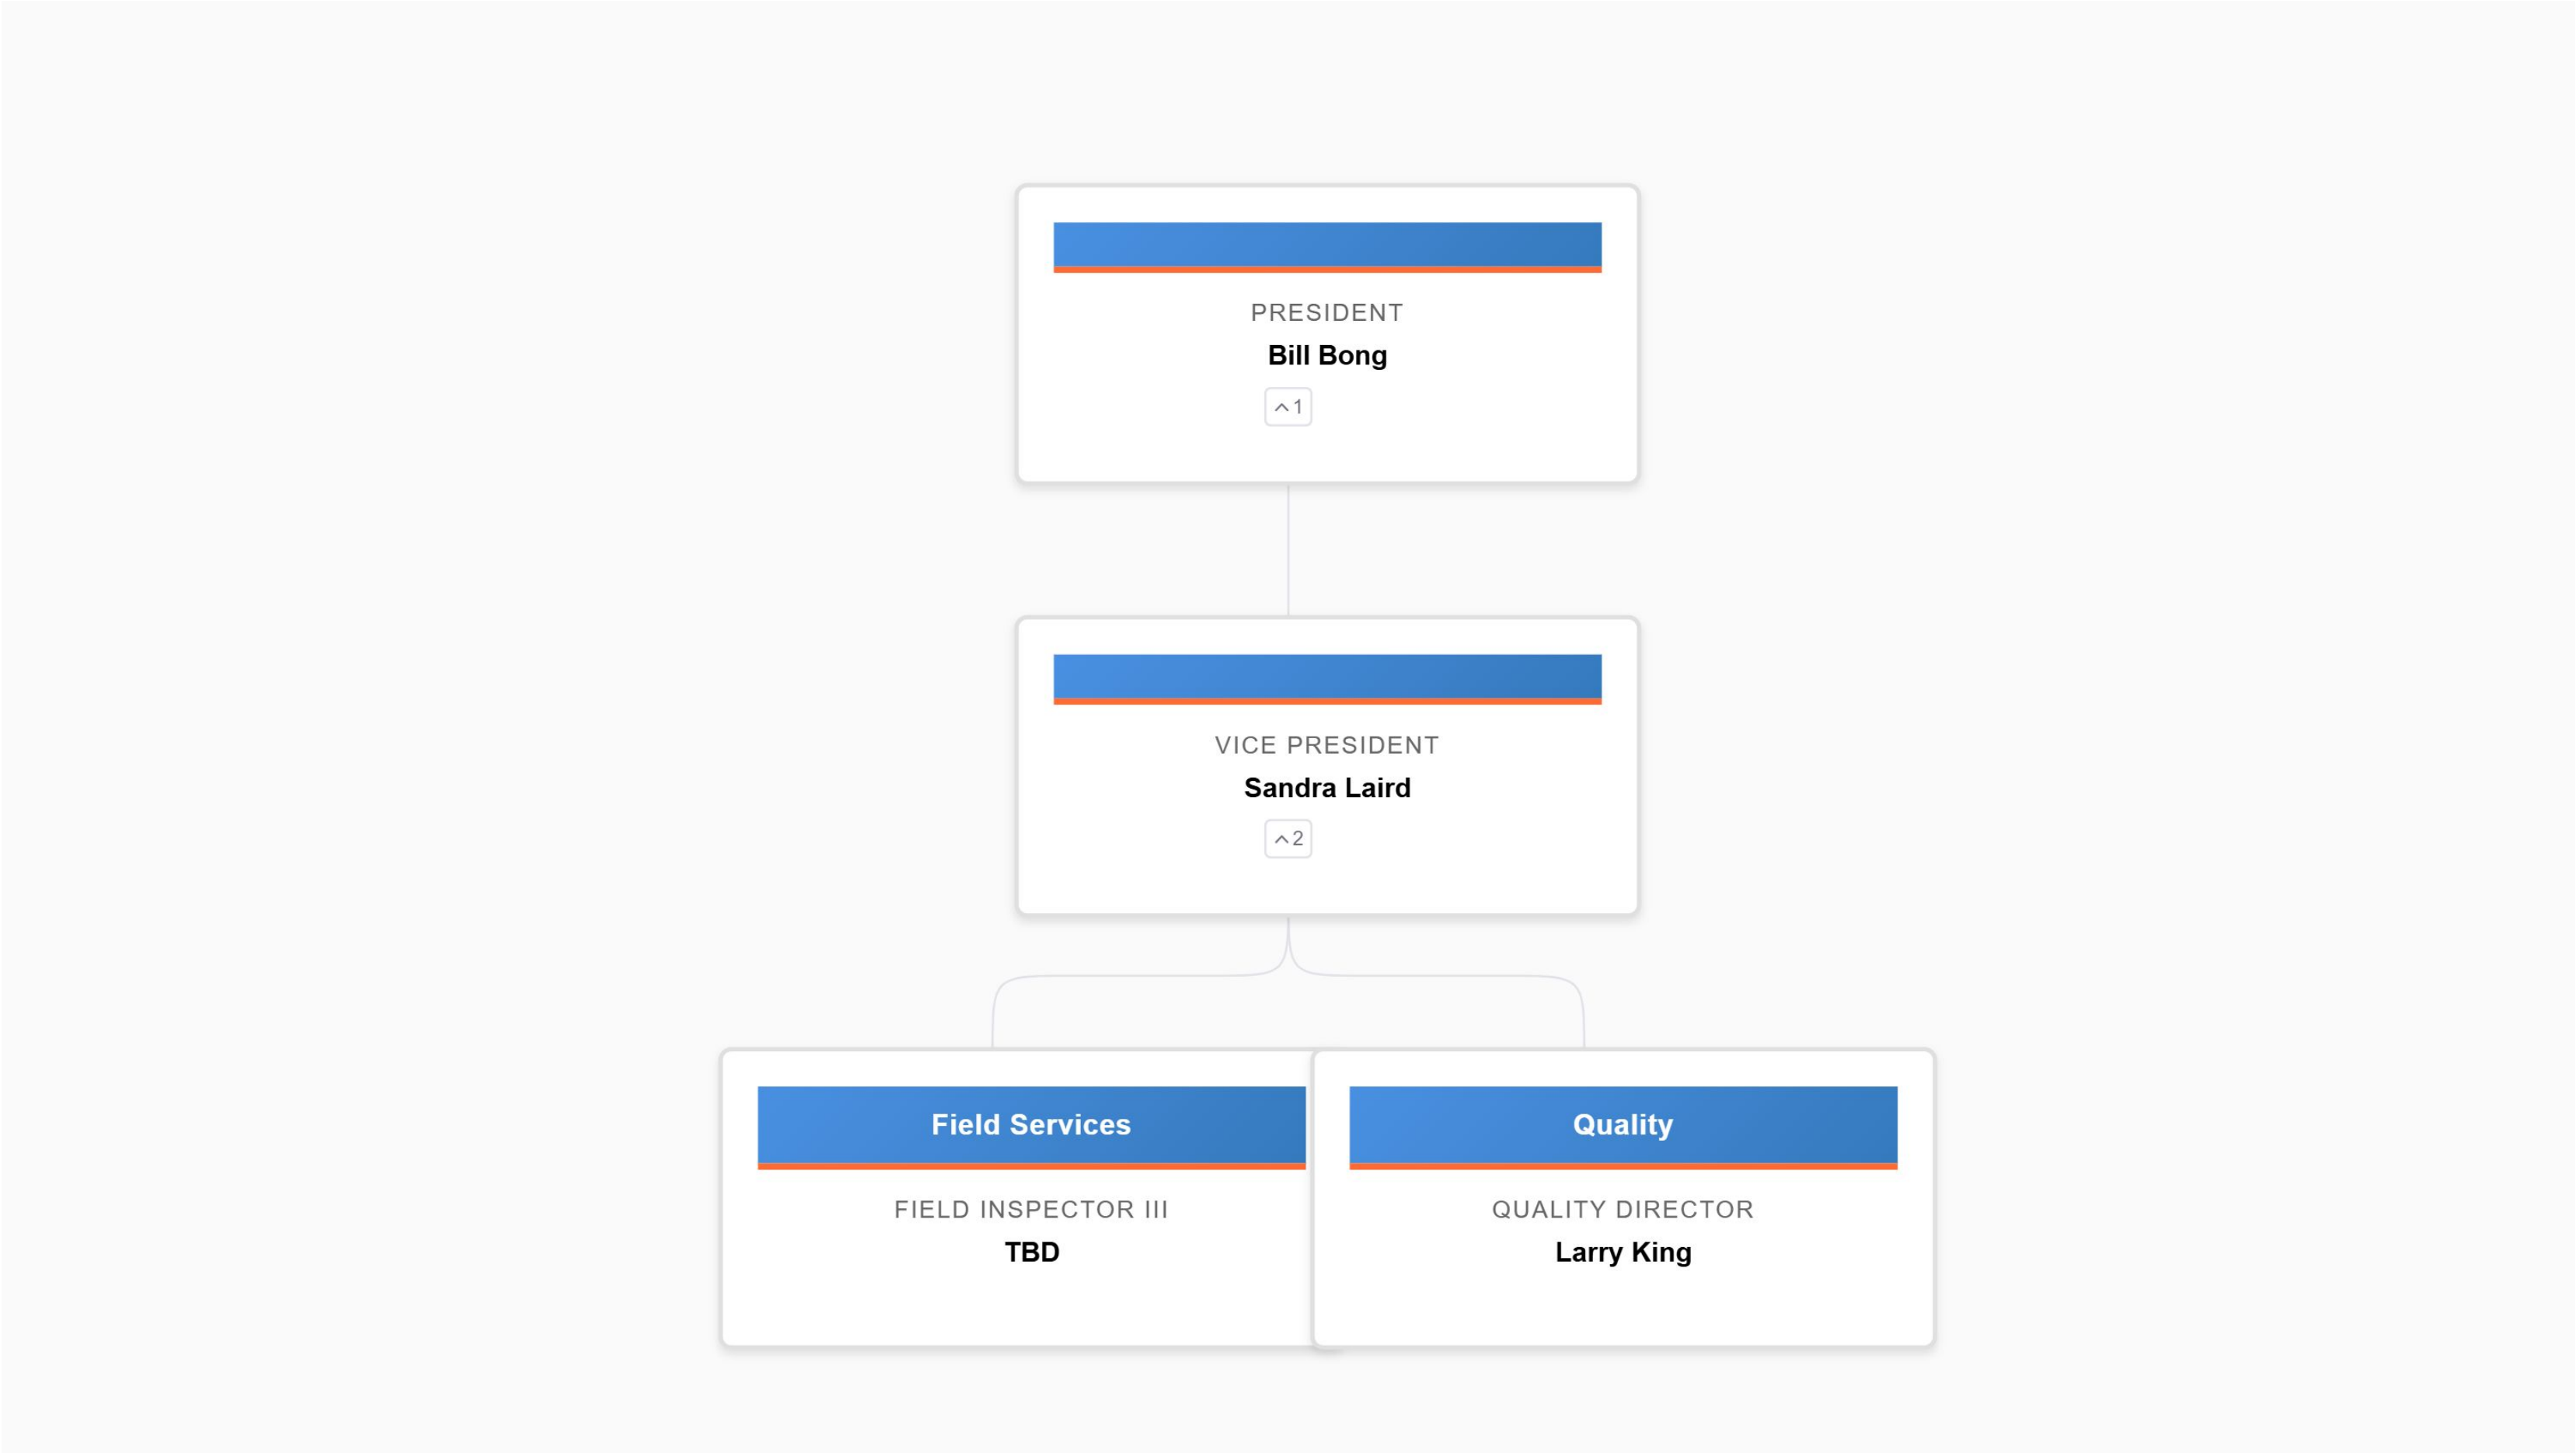 PRESIDENT
Bill Bong
1
VICE PRESIDENT
Sandra Laird
2
Field Services
FIELD INSPECTOR III
TBD
Quality
QUALITY DIRECTOR
Larry King